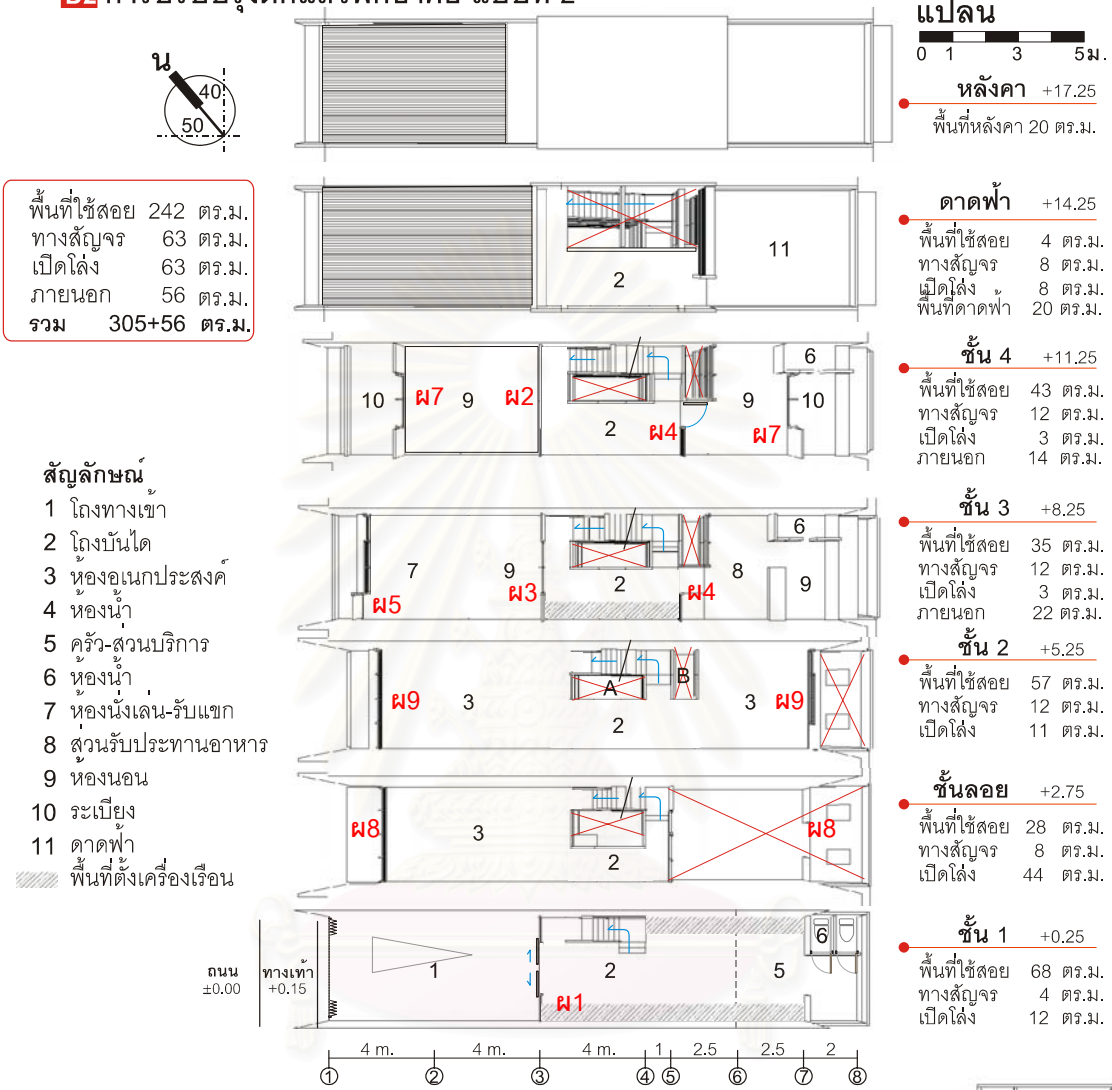 B2 การปรับปรุงตึกแถวพักอาศัย แบบที่ 2
แปลน
0 1 3 5ม.
น
40
50
หลังคา +17.25
พื้นที่หลังคา 20 ตร.ม.
พื้นที่ใช้สอย 242 ตร.ม.
ทางสัญจร 63 ตร.ม.
เปิดโล่ง 63 ตร.ม.
ภายนอก 56 ตร.ม.
รวม 305+56 ตร.ม.
2
11
ดาดฟ้า +14.25
พื้นที่ใช้สอย 4 ตร.ม.
ทางสัญจร 8 ตร.ม.
เปิดโล่ง 8 ตร.ม.
พื้นที่ดาดฟ้า 20 ตร.ม.
6
10 ผ7 9 ผ2 2 ผ4 9 ผ7 10
ชั้น 4 +11.25
พื้นที่ใช้สอย 43 ตร.ม.
ทางสัญจร 12 ตร.ม.
เปิดโล่ง 3 ตร.ม.
ภายนอก 14 ตร.ม.
สัญลักษณ์
1 โถงทางเข้า
2 โถงบันได
3 ห้องอเนกประสงค์
4 ห้องน้ำ
5 ครัว-ส่วนบริการ
6 ห้องน้ำ
7 ห้องนั่งเล่น-รับแขก
8 ส่วนรับประทานอาหาร
9 ห้องนอน
10 ระเบียง
11 ดาดฟ้า
พื้นที่ตั้งเครื่องเรือน
6
7 9 2 8 9
ผ5 ผ3 ผ4
ชั้น 3 +8.25
พื้นที่ใช้สอย 35 ตร.ม.
ทางสัญจร 12 ตร.ม.
เปิดโล่ง 3 ตร.ม.
ภายนอก 22 ตร.ม.
A B
ผ9 3 2 3 ผ9
ชั้น 2 +5.25
พื้นที่ใช้สอย 57 ตร.ม.
ทางสัญจร 12 ตร.ม.
เปิดโล่ง 11 ตร.ม.
ผ8 3 2 ผ8
ชั้นลอย +2.75
พื้นที่ใช้สอย 28 ตร.ม.
ทางสัญจร 8 ตร.ม.
เปิดโล่ง 44 ตร.ม.
6
1 2 5
ผ1
ชั้น 1 +0.25
พื้นที่ใช้สอย 68 ตร.ม.
ทางสัญจร 4 ตร.ม.
เปิดโล่ง 12 ตร.ม.
ถนน
±0.00
ทางเท้า
+0.15
4 m. 4 m. 4 m. 1 2.5 2.5 2
1 2 3 4 5 6 7 8